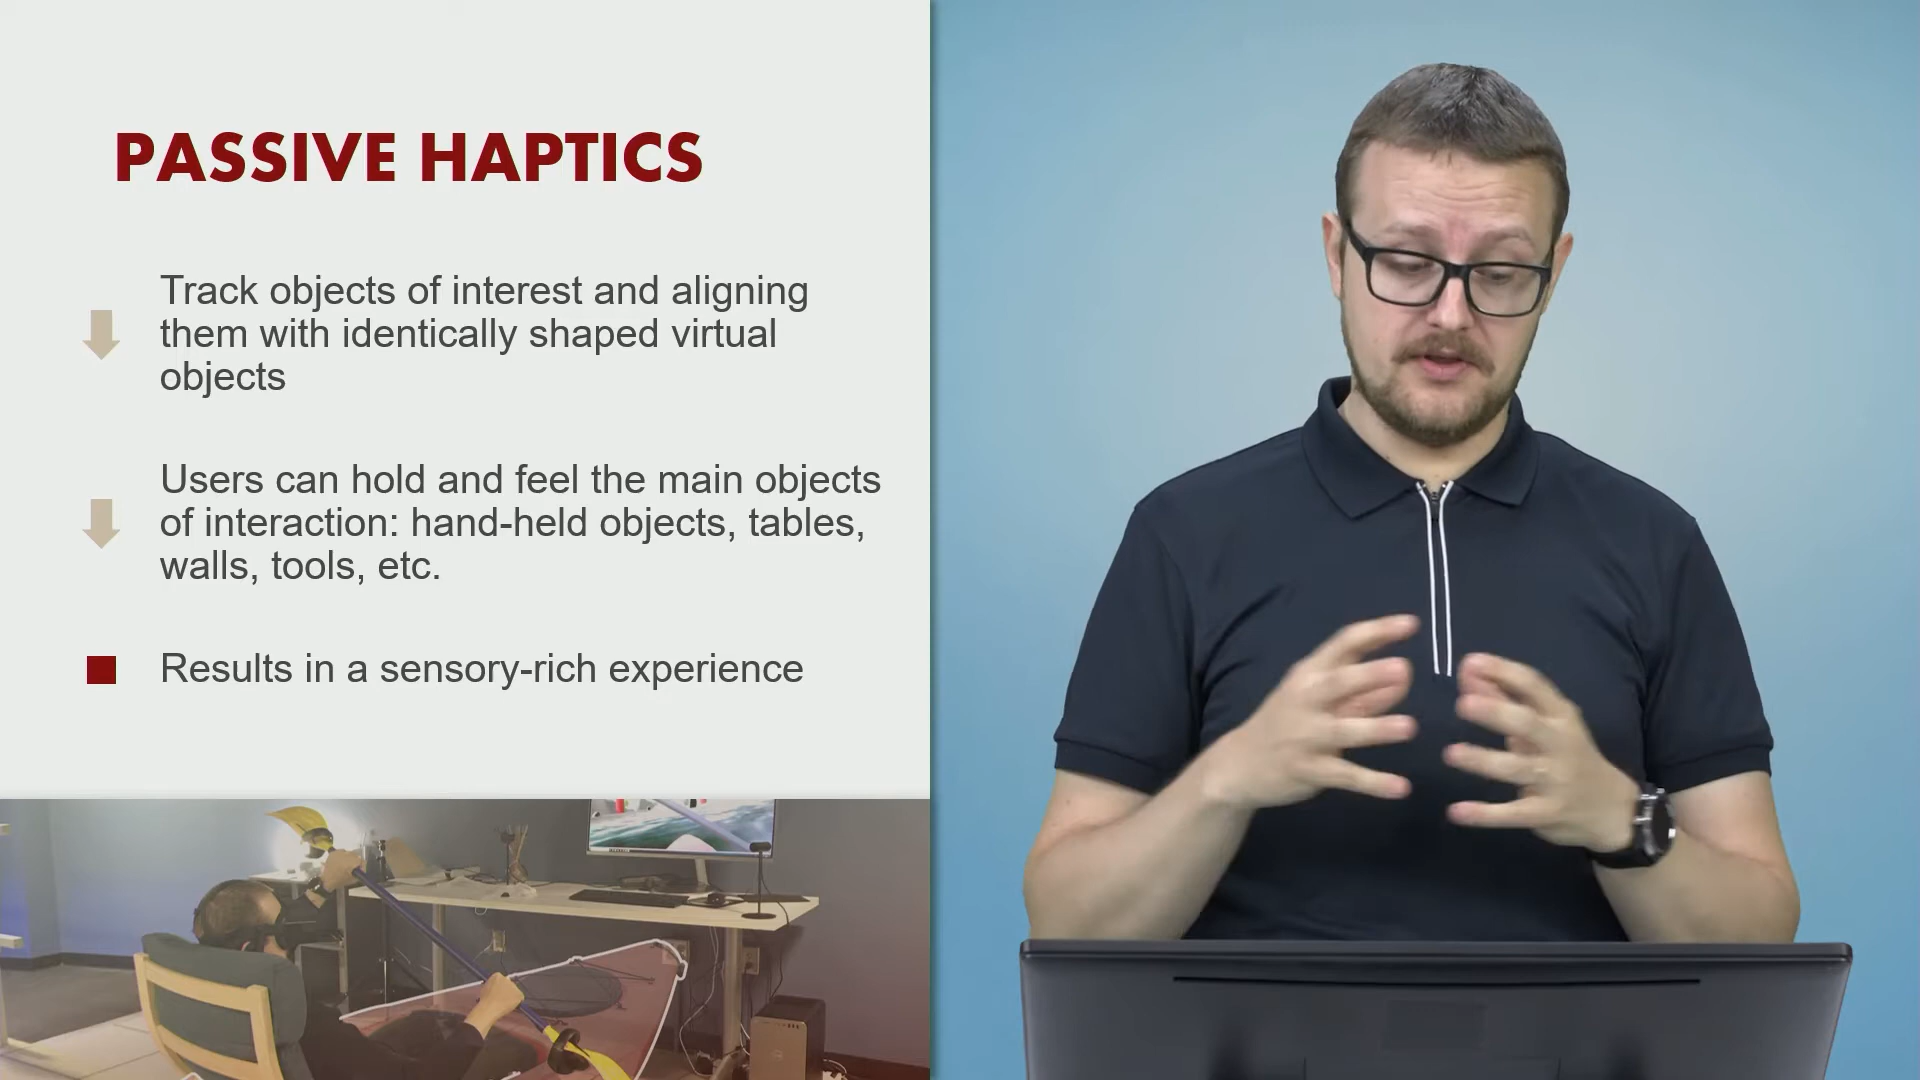 PASSIVE HAPTICS
Track objects of interest and aligning
them with identically shaped virtual
objects
Users can hold and feel the main objects
of interaction: hand-held objects, tables,
walls, tools, etc.
Results in a sensory-rich experience